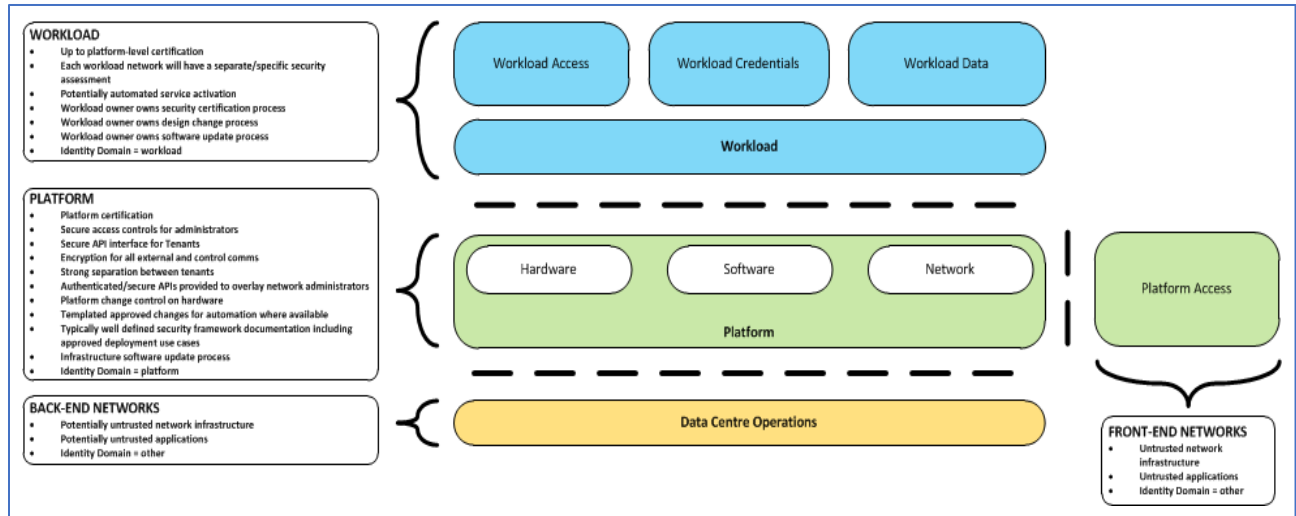 WORKLOAD
• Up to platform-level certification
• Each workload network will have a separate/specific security
assessment
• Potentially automated service activation
• Workload owner owns security certification process
• Workload owner owns design change process
• Workload owner owns software update process
• Identity Domain = workload
Workload Access
Workload Credentials
Workload Data
Workload
PLATFORM
• Platform certification
• Secure access controls for administrators
• Secure API interface for Tenants
• Encryption for all external and control comms
• Strong separation between tenants
• Authenticated/secure APIs provided to overlay network administrators
• Platform change control on hardware
• Templated approved changes for automation where available
• Typically well defined security framework documentation including
approved deployment use cases
• Infrastructure software update process
• Identity Domain = platform
Hardware
Software
Network
Platform
Platform Access
BACK-END NETWORKS
• Potentially untrusted network infrastructure
• Potentially untrusted applications
• Identity Domain = other
Data Centre Operations
FRONT-END NETWORKS
• Untrusted network
infrastructure
• Untrusted applications
• Identity Domain = other